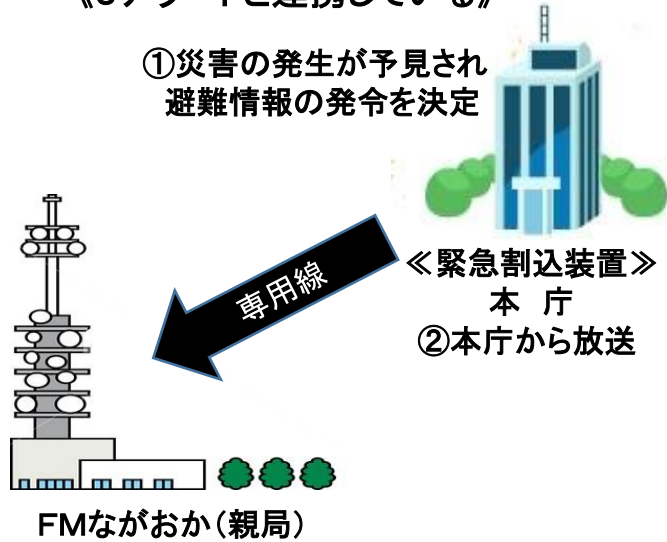 ①災害の発生が予見され
避難情報の発令を決定
専用線
≪緊急割込装置≫
本 庁
②本庁から放送
FMながおか(親局)